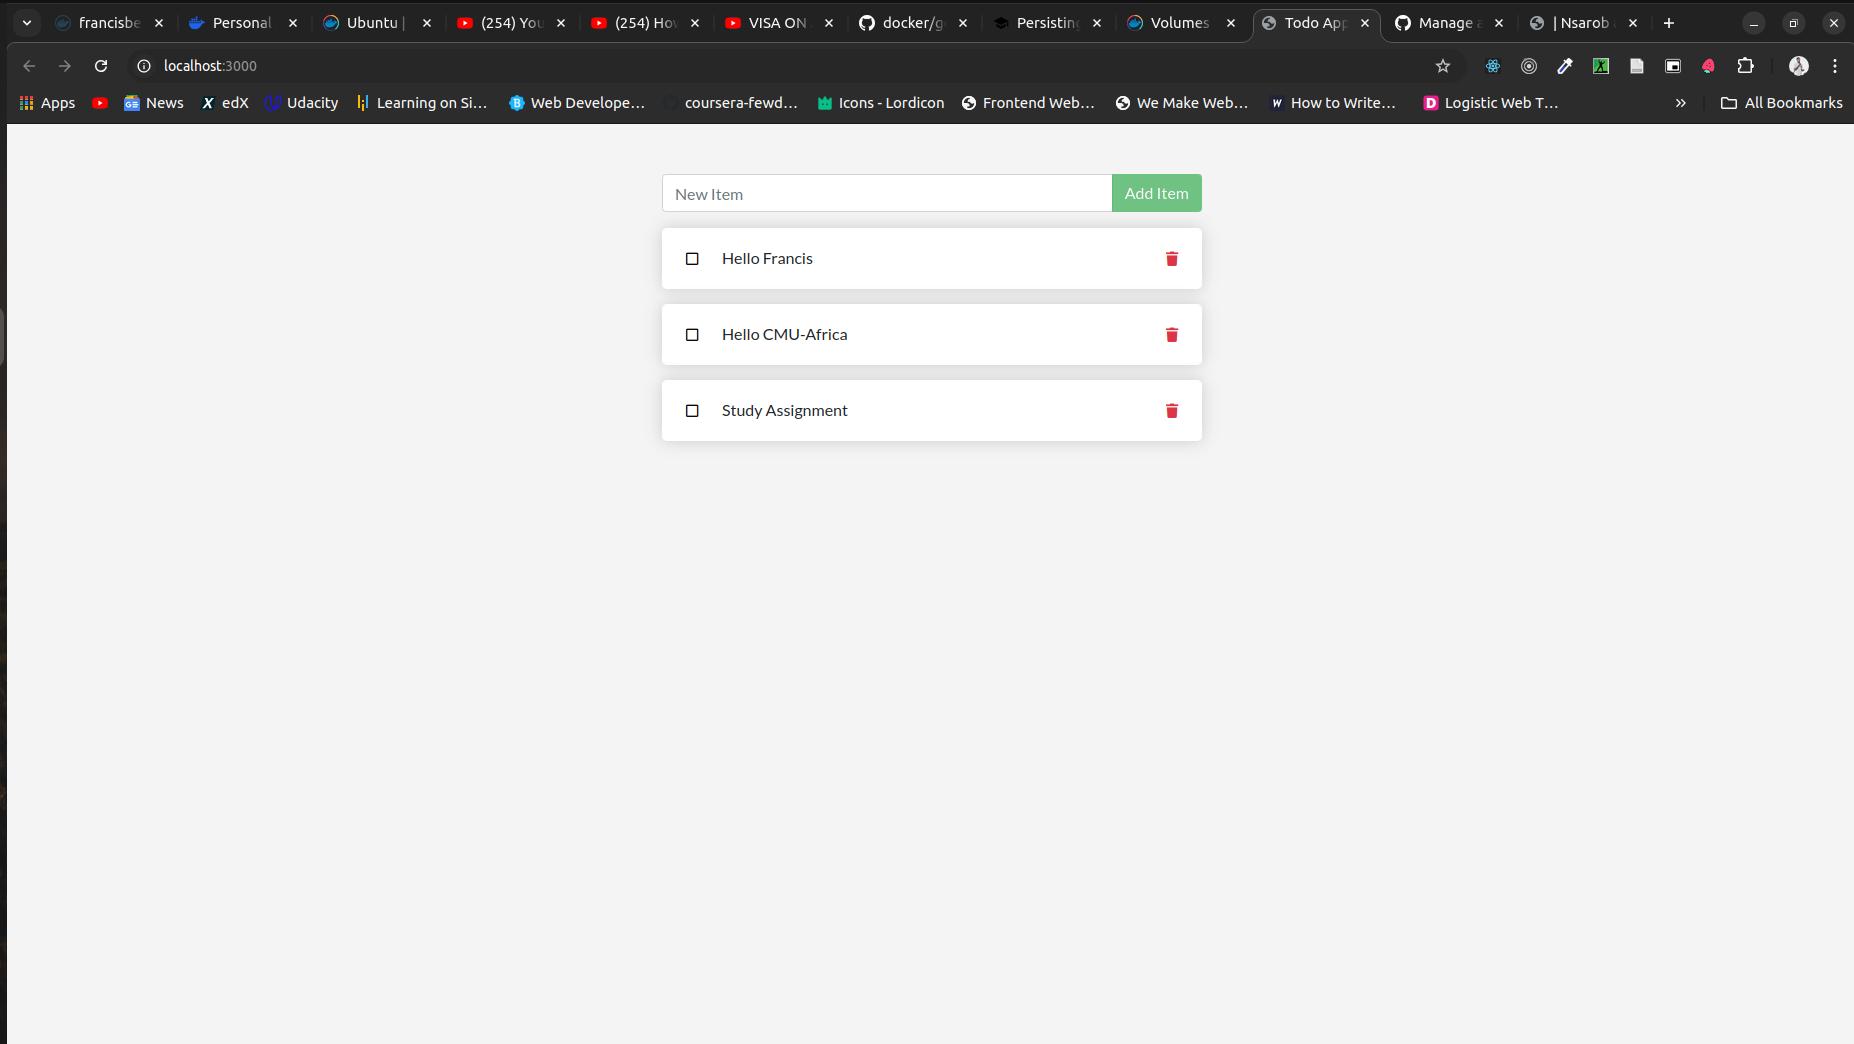 francisbe
Personal
Ubuntu |
(254) You
(254) How
VISA ON
docker/g
Persisting
Volumes
Todo App
Manage a
| Nsarob
localhost:3000
Apps
News
edX
Udacity
Learning on Si...
Web Develope...
coursera-fewd...
Icons - Lordicon
Frontend Web...
We Make Web...
How to Write...
Logistic Web T...
All Bookmarks
New Item
Add Item
Hello Francis
Hello CMU-Africa
Study Assignment